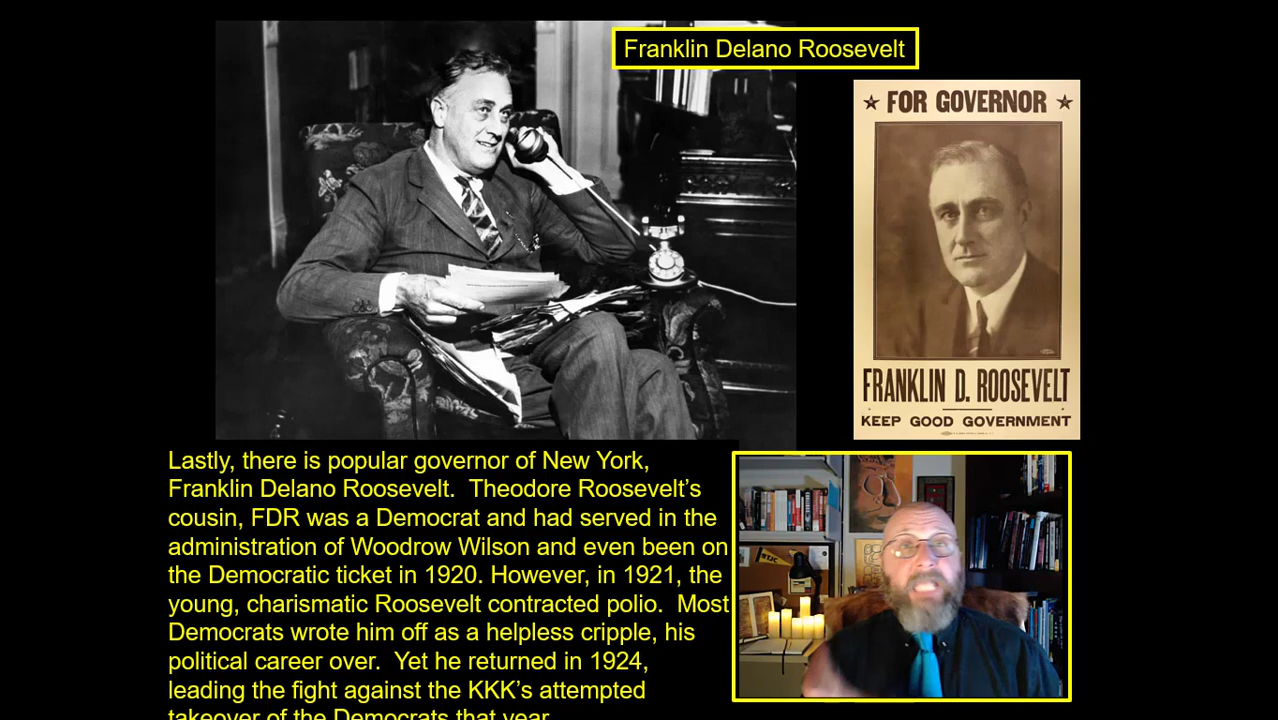 Franklin Delano Roosevelt
★ FOR GOVERNOR ★
FRANKLIN D. ROOSEVELT
KEEP GOOD GOVERNMENT
Lastly, there is popular governor of New York,
Franklin Delano Roosevelt.  Theodore Roosevelt's
cousin, FDR was a Democrat and had served in the
administration of Woodrow Wilson and even been on
the Democratic ticket in 1920. However, in 1921, the
young, charismatic Roosevelt contracted polio.  Most
Democrats wrote him off as a helpless cripple, his
political career over.  Yet he returned in 1924,
leading the fight against the KKK's attempted
takeover of the Democrats that year.